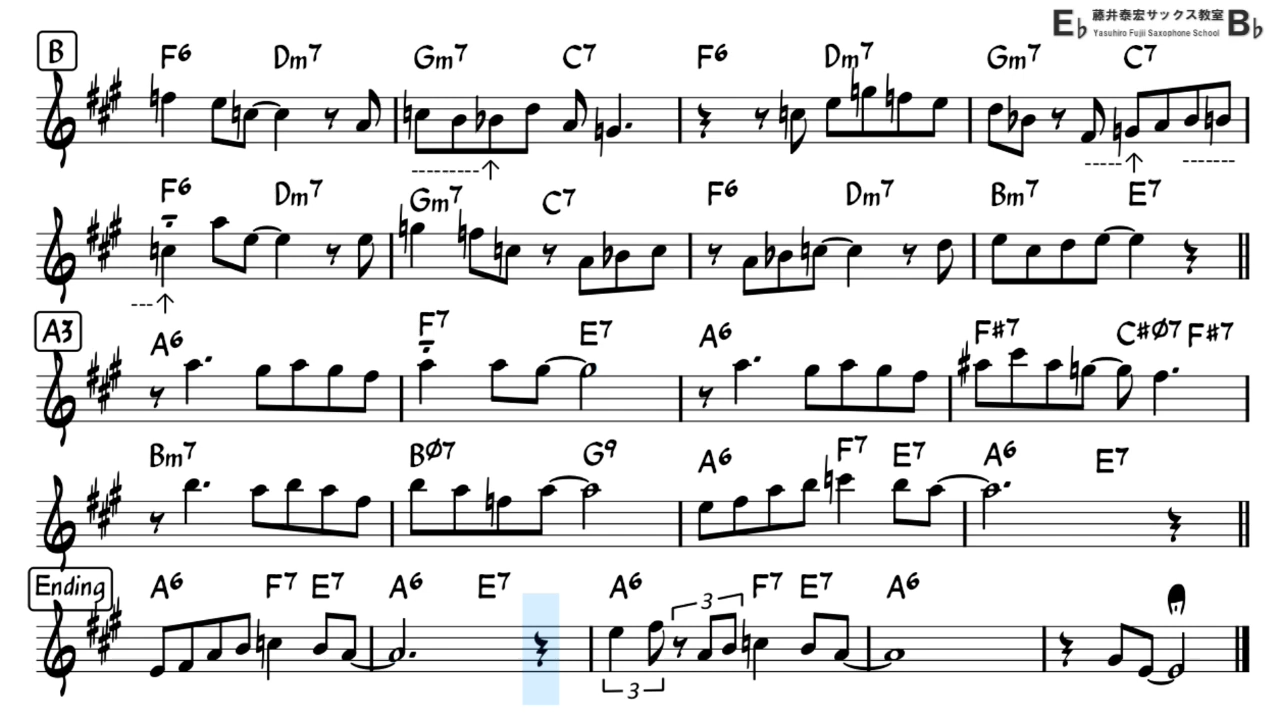 E♭ 藤井泰宏サックス教室 B♭
Yasuhiro Fujii Saxophone School
B F6 Dm7 Gm7 C7 F6 Dm7 Gm7 C7
F6 Dm7 Gm7 C7 F6 Dm7 Bm7 E7
A3 A6 F7 E7 A6 F#7 C#Ø7 F#7
Bm7 BØ7 G9 A6 F7 E7 A6 E7
Ending A6 F7 E7 A6 E7 A6 3 F7 E7 A6
3